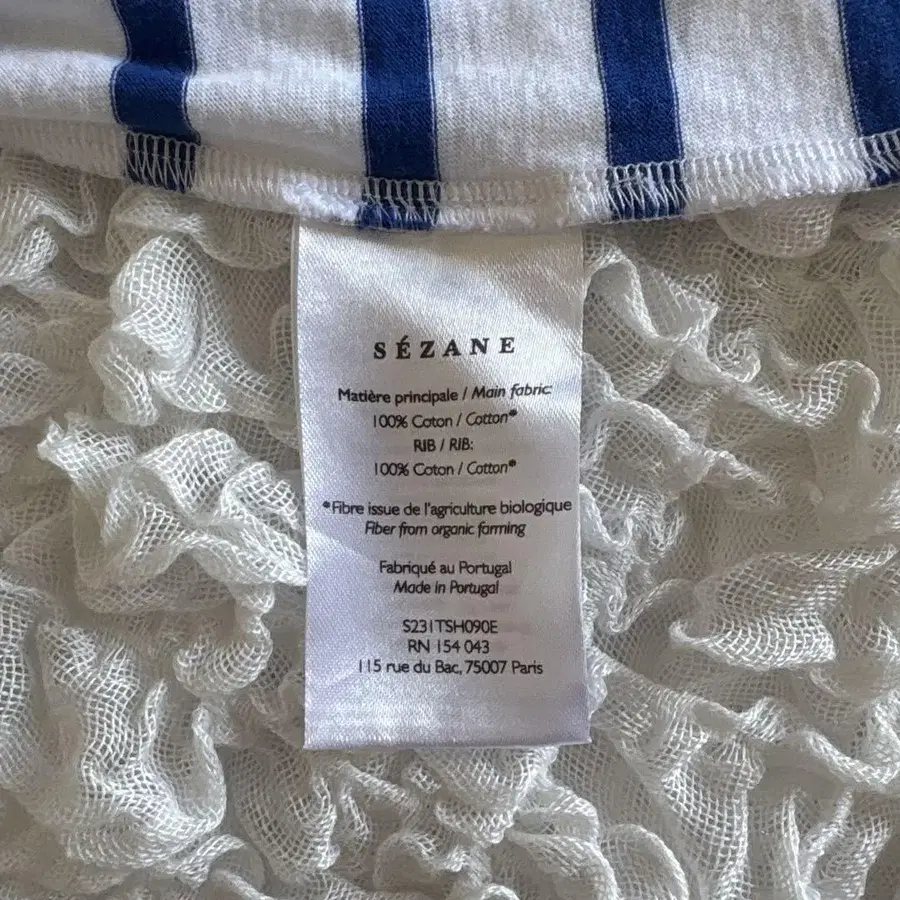 SÉZANE
Matière principale / Main fabric:
100% Coton / Cotton*
RIB / RIB:
100% Coton / Cotton*
*Fibre issue de l'agriculture biologique
Fiber from organic farming
Fabriqué au Portugal
Made in Portugal
S231TSH090E
RN 154 043
115 rue du Bac, 75007 Paris